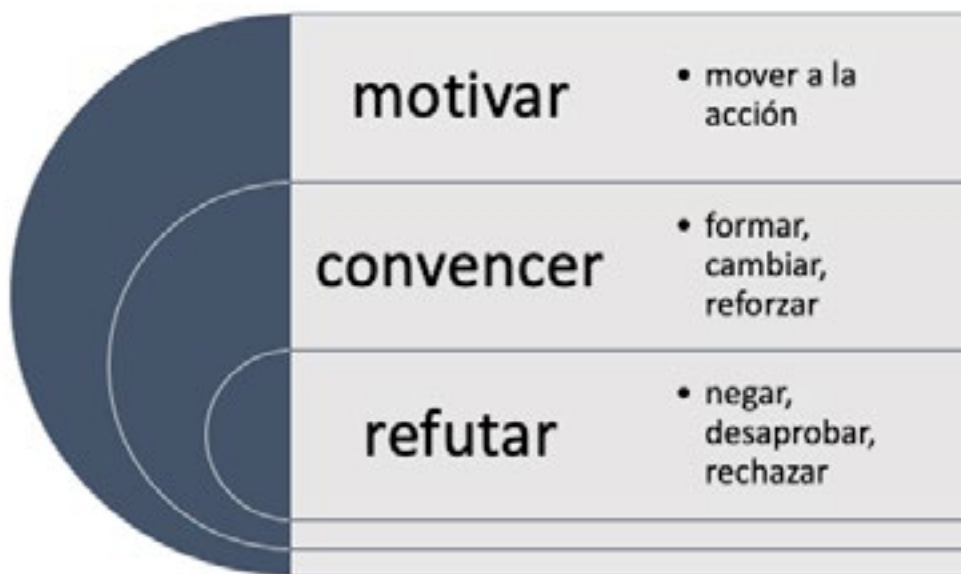 motivar
• mover a la
acción
convencer
• formar,
cambiar,
reforzar
refutar
• negar,
desaprobar,
rechazar